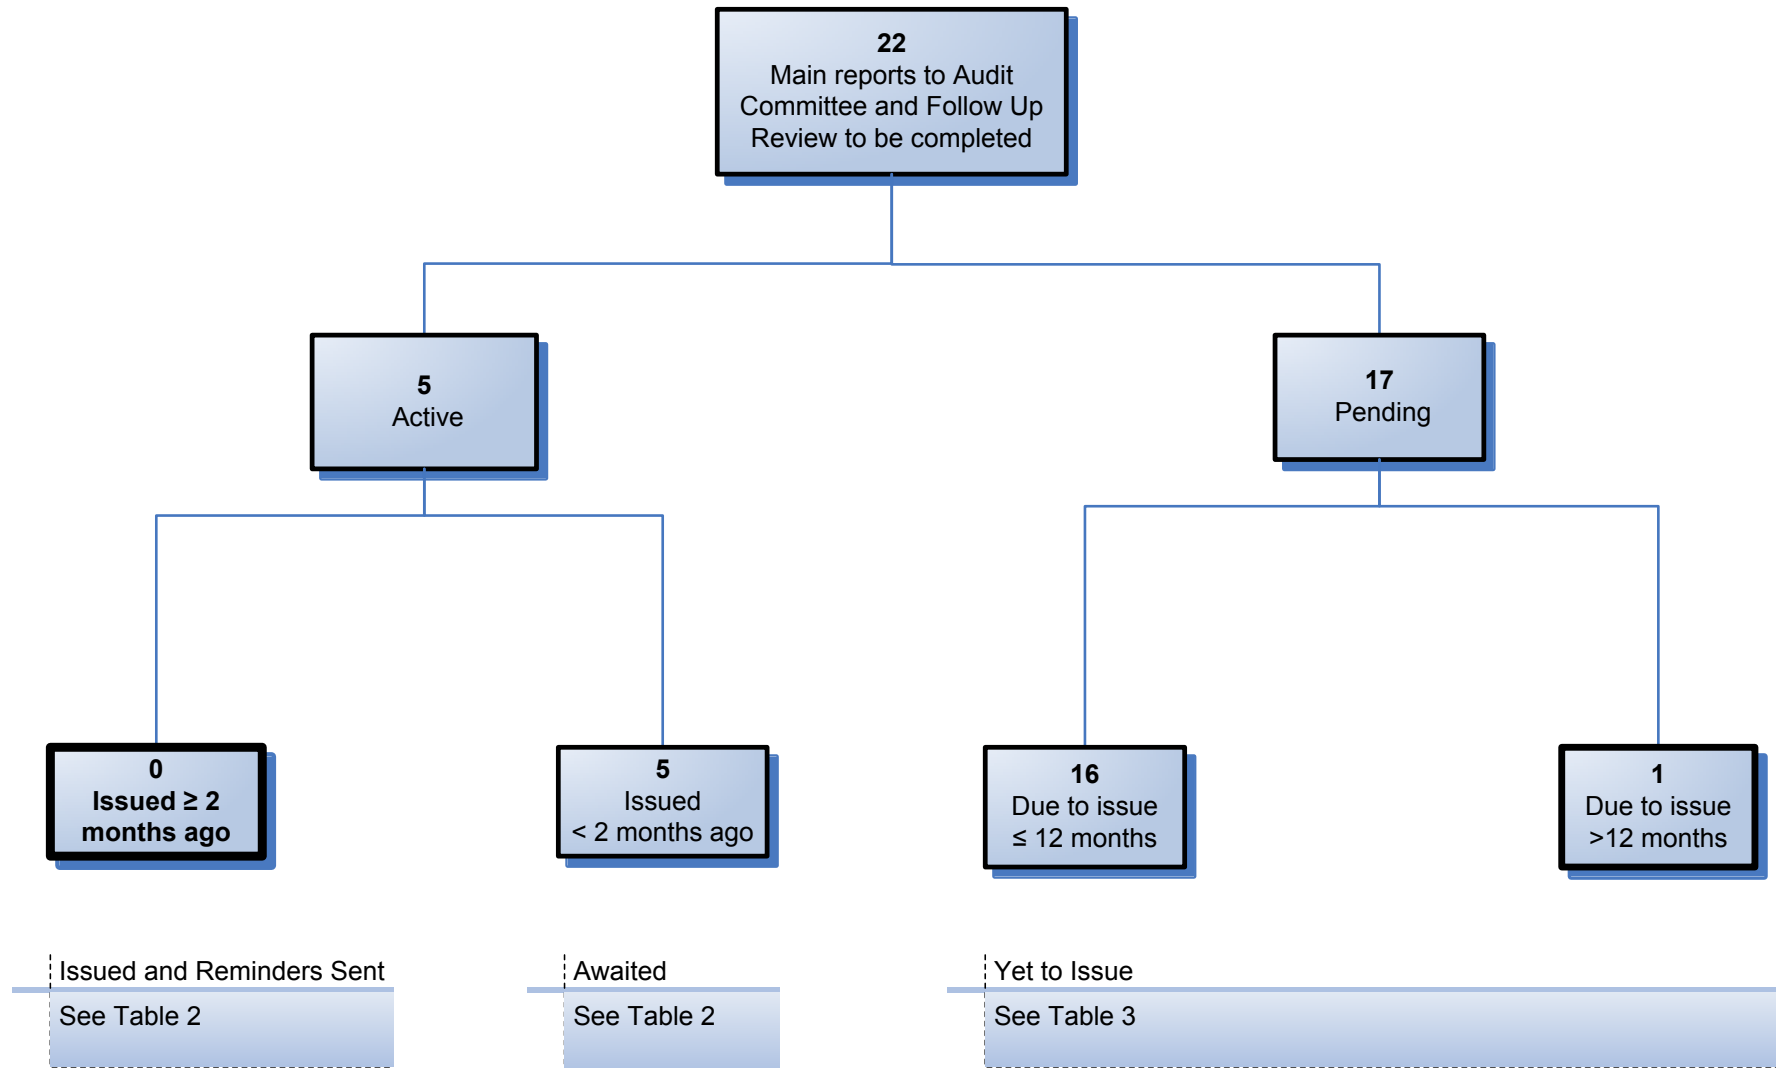 22
Main reports to Audit
Committee and Follow Up
Review to be completed
5
Active
17
Pending
0
Issued ≥ 2
months ago
5
Issued
< 2 months ago
16
Due to issue
≤ 12 months
1
Due to issue
>12 months
Issued and Reminders Sent
See Table 2
Awaited
See Table 2
Yet to Issue
See Table 3